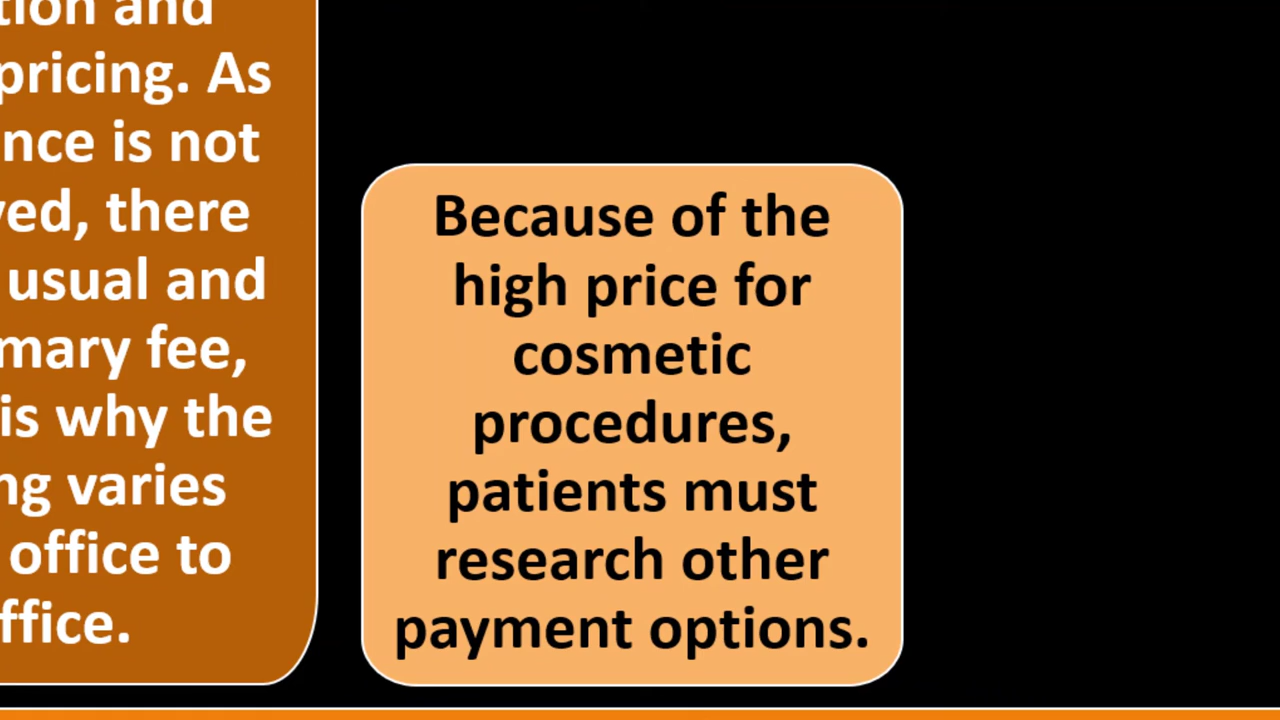 tion and
pricing. As
nce is not
ved, there
usual and
mary fee,
is why the
ng varies
office to
ffice.
Because of the
high price for
cosmetic
procedures,
patients must
research other
payment options.